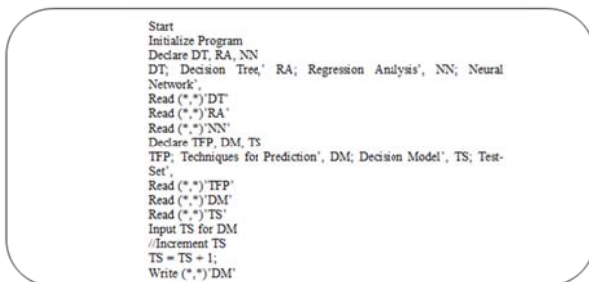 Start
Initialize Program
Declare DT, RA, NN
DT; Decision Tree,' RA; Regression Analysis', NN; Neural
Network',
Read (*,*)'DT'
Read (*,*)'RA'
Read (*,*)'NN'
Declare TFP, DM, TS
TFP; Techniques for Prediction', DM; Decision Model', TS; Test-
Set',
Read (*,*)'TFP'
Read (*,*)'DM'
Read (*,*)'TS'
Input TS for DM
//Increment TS
TS = TS + 1;
Write (*,*)'DM'